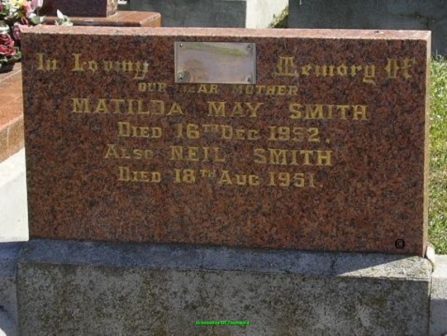 In Loving Memory Of
OUR DEAR MOTHER
MATILDA MAY SMITH
DIED 16TH DEC 1952.
ALSO NEIL SMITH
DIED 18TH AUG 1951.